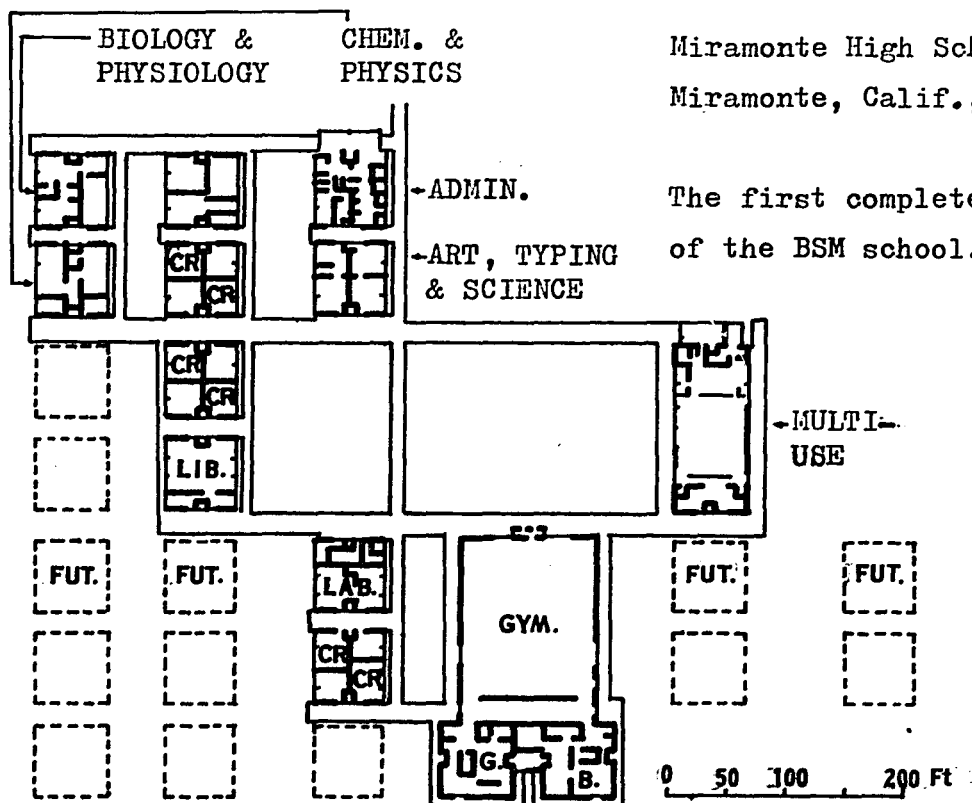 BIOLOGY &
PHYSIOLOGY
CHEM. &
PHYSICS
Miramonte High
Miramonte, Calif.,
The first complete
of the BSM school.
ADMIN.
ART, TYPING
& SCIENCE
CR
CR
CR
CR
LIB.
MULTI-
USE
FUT.
FUT.
LAB.
FUT.
FUT.
GYM.
CR
CR
G.
B.
0 50 100 200 Ft